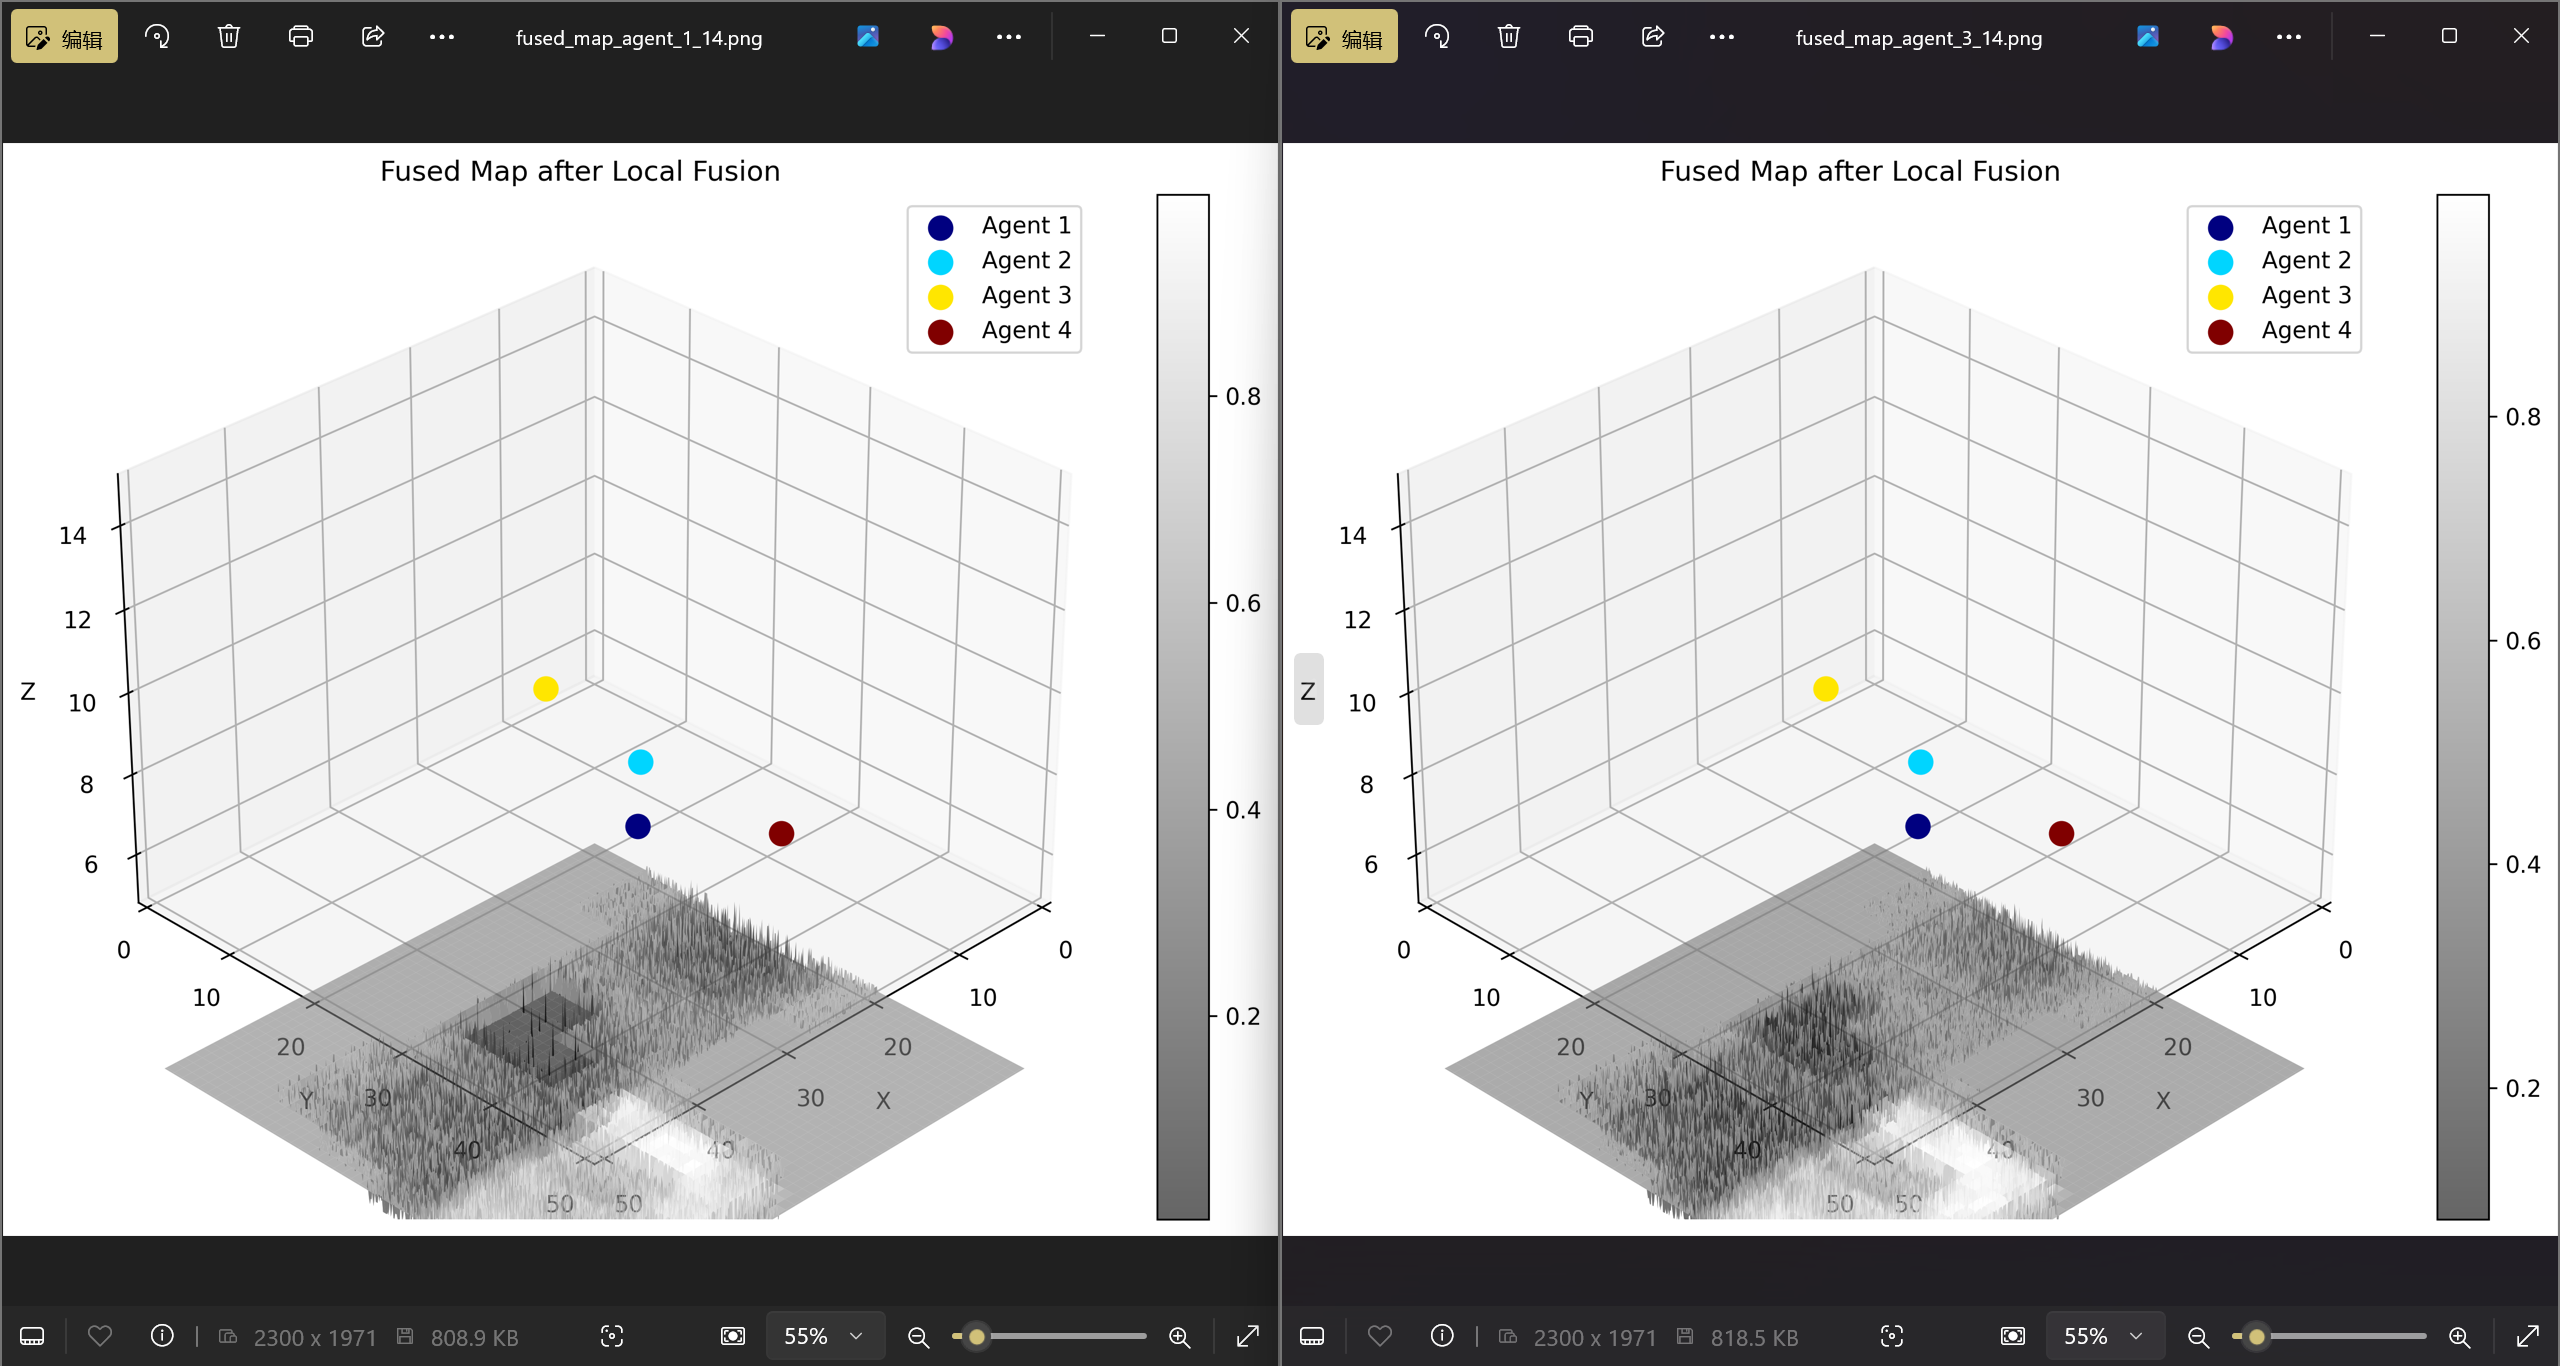 编辑
fused_map_agent_1_14.png
Fused Map after Local Fusion
Agent 1
Agent 2
Agent 3
Agent 4
0.8
0.6
0.4
0.2
14
12
Z 10
8
6
0
10
20
Y 30
40
50
0
10
20
30 X
40
50
2300 x 1971
808.9 KB
55%
编辑
fused_map_agent_3_14.png
Fused Map after Local Fusion
Agent 1
Agent 2
Agent 3
Agent 4
0.8
0.6
0.4
0.2
14
12
Z 10
8
6
0
10
20
Y 30
40
50
0
10
20
30 X
40
50
2300 x 1971
818.5 KB
55%